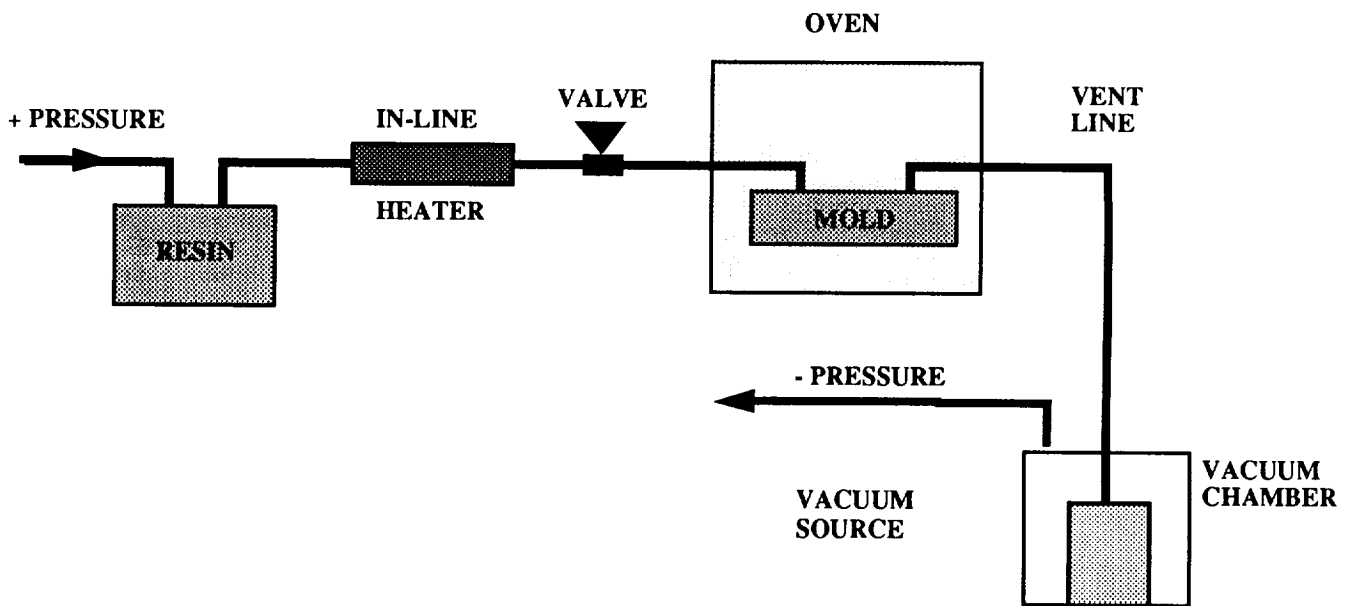 OVEN
+ PRESSURE
IN-LINE
HEATER
VALVE
VENT
LINE
RESIN
MOLD
- PRESSURE
VACUUM
SOURCE
VACUUM
CHAMBER